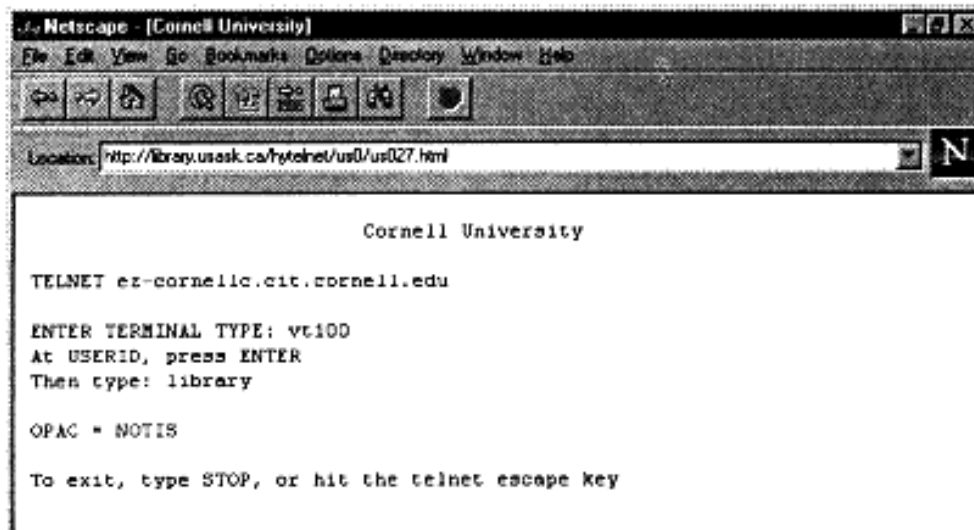 Netscape - [Cornell University]
File Edit View Go Bookmarks Options Directory Window Help
Location: http://library.usask.ca/hytelnet/us0/us027.html
N
Cornell University
TELNET ez-cornellc.cit.cornell.edu
ENTER TERMINAL TYPE: vt100
At USERID, press ENTER
Then type: library
OPAC = NOTIS
To exit, type STOP, or hit the telnet escape key